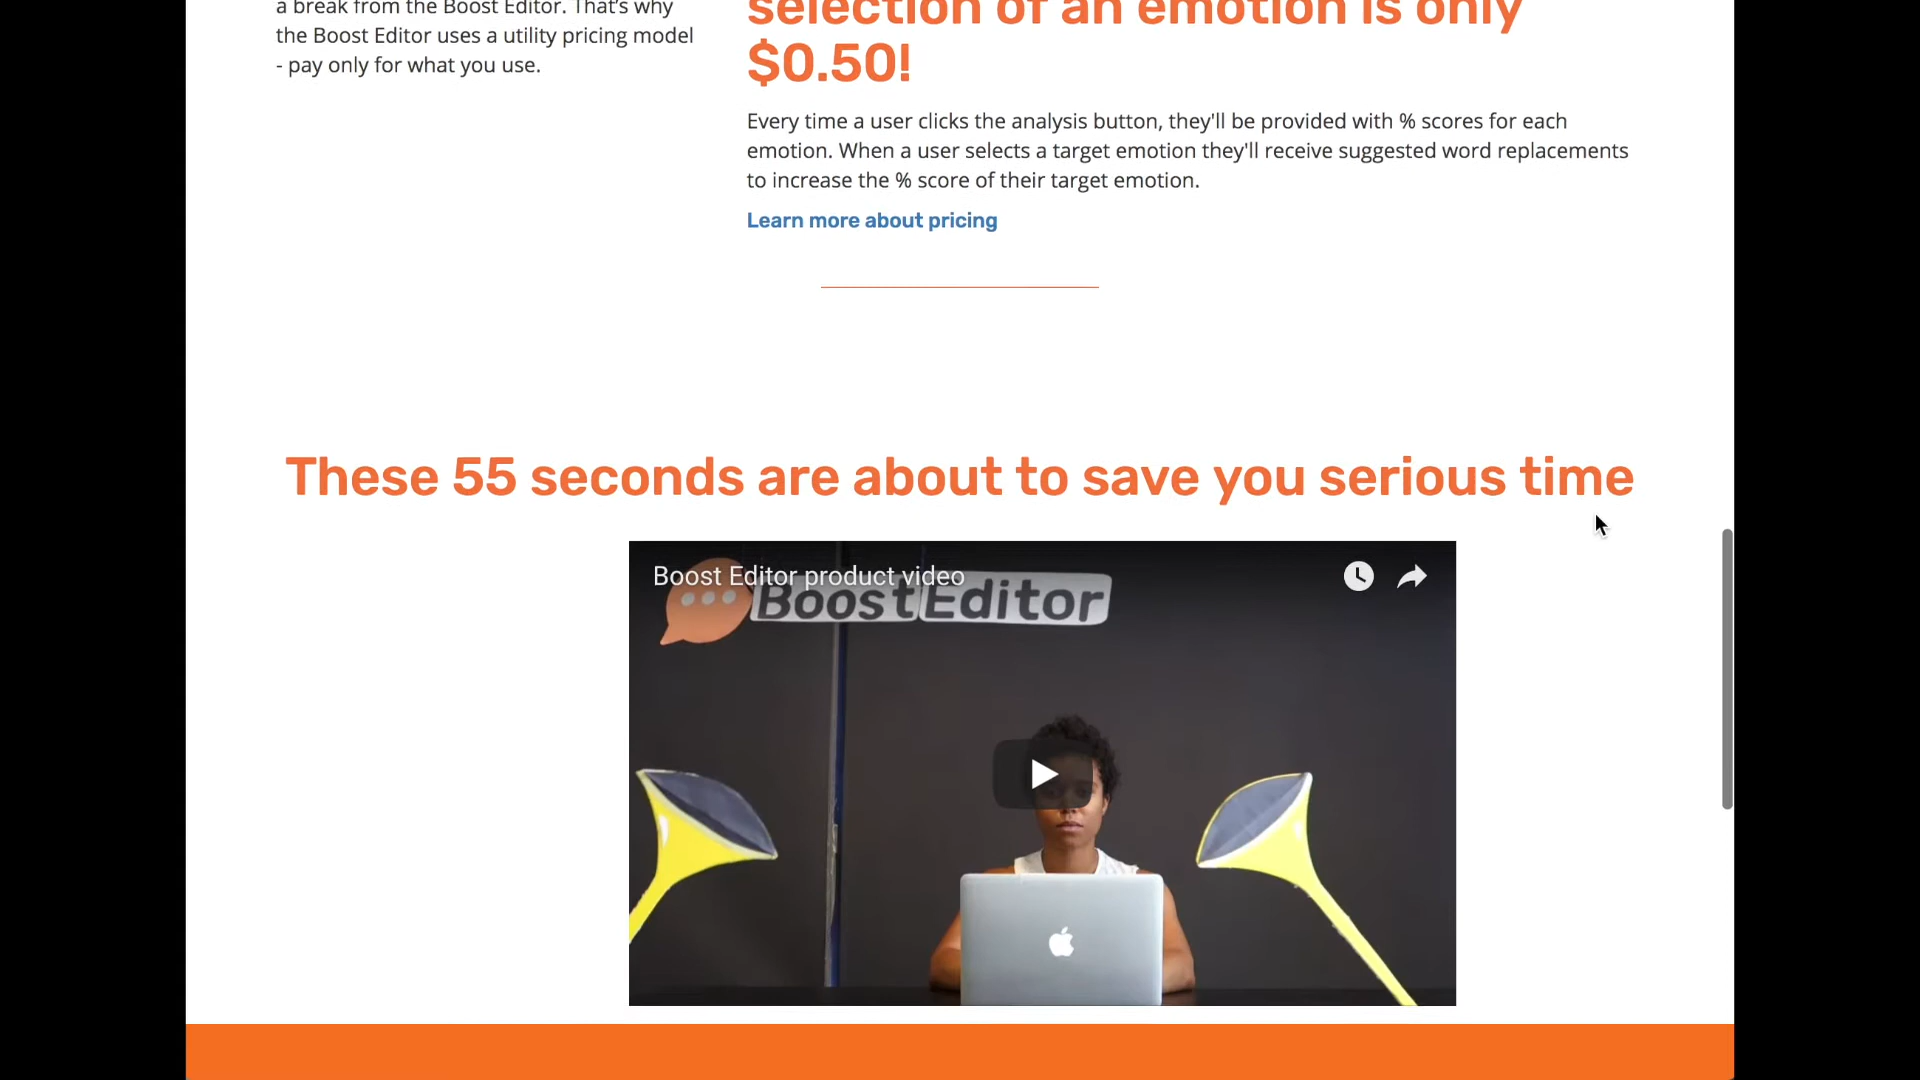 a break from the Boost Editor. That's why
the Boost Editor uses a utility pricing model
- pay only for what you use.
selection of an emotion is only
$0.50!
Every time a user clicks the analysis button, they'll be provided with % scores for each
emotion. When a user selects a target emotion they'll receive suggested word replacements
to increase the % score of their target emotion.
Learn more about pricing
These 55 seconds are about to save you serious time
Boost Editor product video
BoostEditor